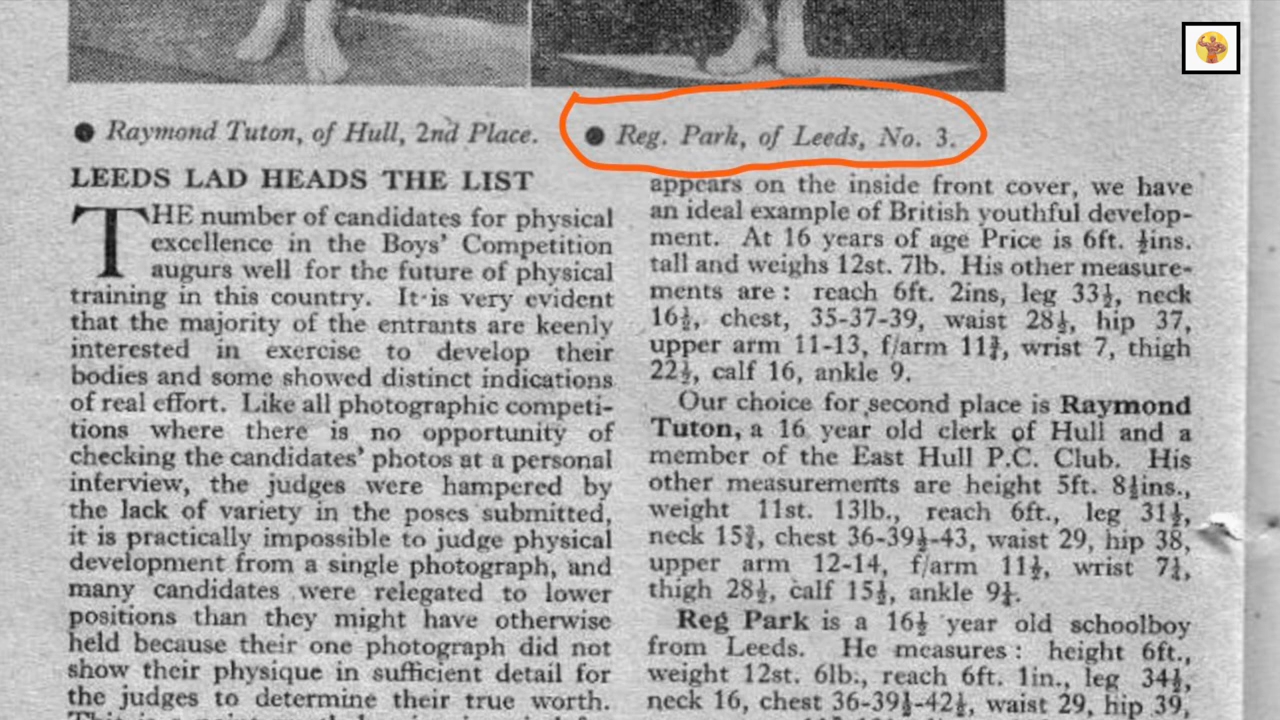 ● Raymond Tuton, of Hull, 2nd Place.
● Reg. Park, of Leeds, No. 3.
LEEDS LAD HEADS THE LIST
THE number of candidates for physical
excellence in the Boys' Competition
augurs well for the future of physical
training in this country. It is very evident
that the majority of the entrants are keenly
interested in exercise to develop their
bodies and some showed distinct indications
of real effort. Like all photographic competi-
tions where there is no opportunity of
checking the candidates' photos at a personal
interview, the judges were hampered by
the lack of variety in the poses submitted,
it is practically impossible to judge physical
development from a single photograph, and
many candidates were relegated to lower
positions than they might have otherwise
held because their one photograph did not
show their physique in sufficient detail for
the judges to determine their true worth.
appears on the inside front cover, we have
an ideal example of British youthful develop-
ment. At 16 years of age Price is 6ft. ½ins.
tall and weighs 12st. 7lb. His other measure-
ments are: reach 6ft. 2ins, leg 33½, neck
16½, chest, 35-37-39, waist 28½, hip 37,
upper arm 11-13, f/arm 11¾, wrist 7, thigh
22½, calf 16, ankle 9.
Our choice for second place is Raymond
Tuton, a 16 year old clerk of Hull and a
member of the East Hull P.C. Club. His
other measurements are height 5ft. 8½ins.,
weight 11st. 13lb., reach 6ft., leg 31½,
neck 15¾, chest 36-39½-43, waist 29, hip 38,
upper arm 12-14, f/arm 11½, wrist 7¼,
thigh 28½, calf 15½, ankle 9¼.
Reg Park is a 16½ year old schoolboy
from Leeds. He measures: height 6ft.,
weight 12st. 6lb., reach 6ft. 1in., leg 34½,
neck 16, chest 36-39½-42½, waist 29, hip 39,